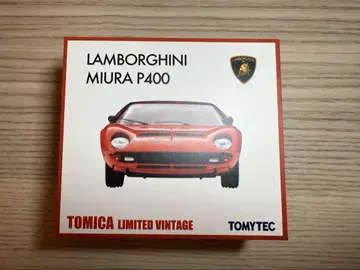 LAMBORGHINI
MIURA P400
TOMICA LIMITED VINTAGE
TOMYTEC